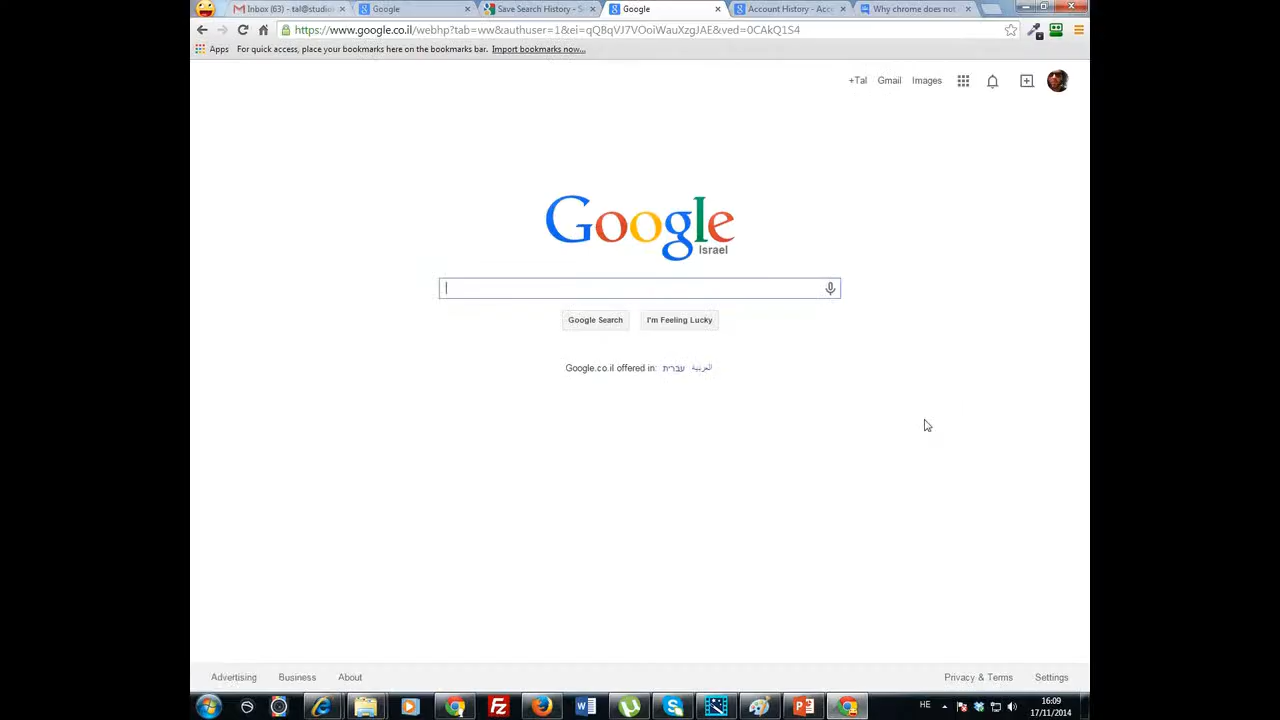 Inbox (63) - tal@studio
Google
Save Search History - S
Google
Account History - Acco
Why chrome does not
https://www.google.co.il/webhp?tab=ww&authuser=1&ei=qQBqVJ7VOoiWauXzgJAE&ved=0CAkQ1S4
Apps
For quick access, place your bookmarks here on the bookmarks bar. Import bookmarks now...
+Tal Gmail Images
Google
Israel
Google Search
I'm Feeling Lucky
Google.co.il offered in: עברית العربية
Advertising Business About
Privacy & Terms Settings
HE
16:09
17/11/2014